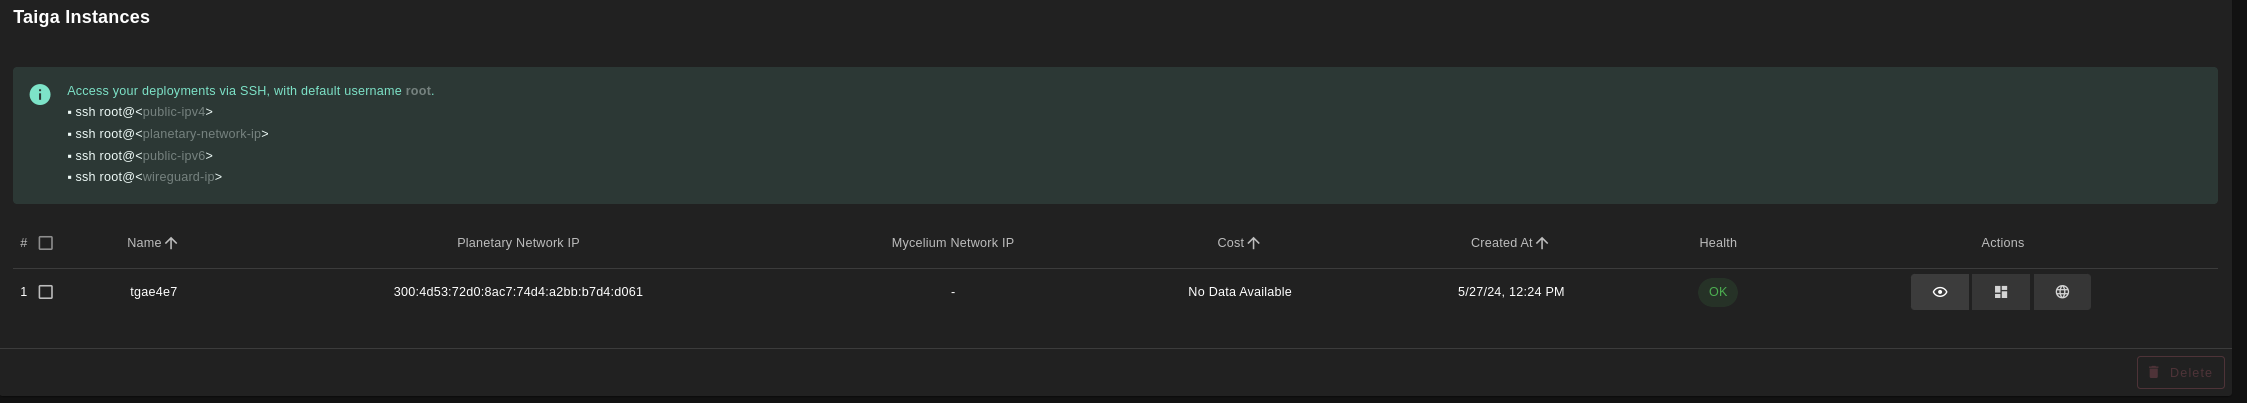 Taiga Instances
Access your deployments via SSH, with default username root.
▪ ssh root@<public-ipv4>
▪ ssh root@<planetary-network-ip>
▪ ssh root@<public-ipv6>
▪ ssh root@<wireguard-ip>
# Name Planetary Network IP Mycelium Network IP Cost Created At Health Actions
1 tgae4e7 300:4d53:72d0:8ac7:74d4:a2bb:b7d4:d061 - No Data Available 5/27/24, 12:24 PM OK
Delete